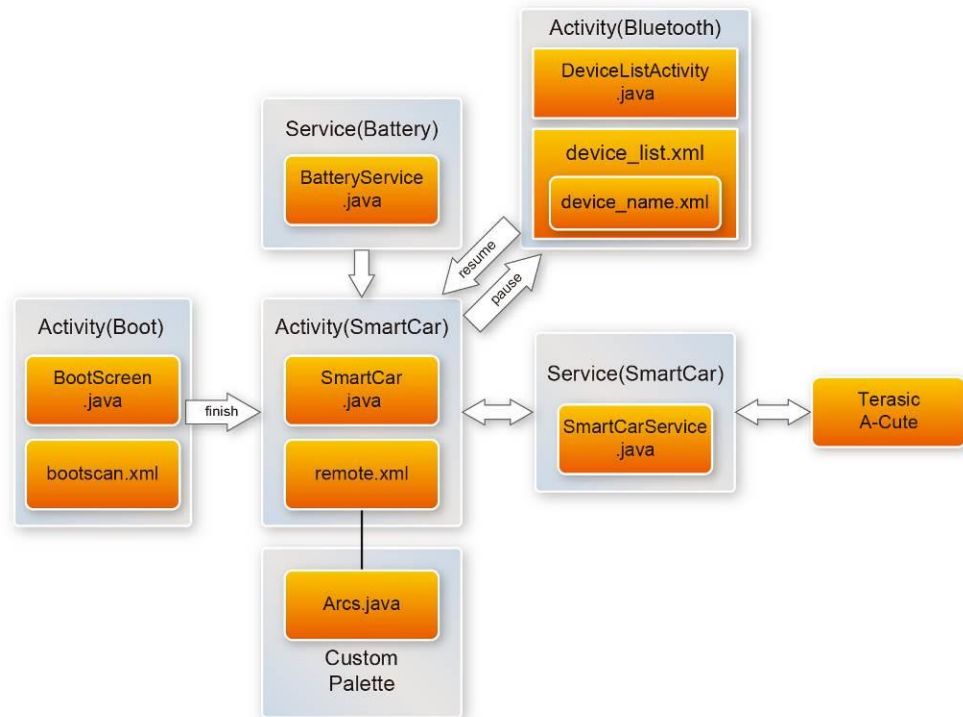 Activity(Bluetooth)
DeviceListActivity
.java
device_list.xml
device_name.xml
Service(Battery)
BatteryService
.java
resume
pause
Activity(Boot)
BootScreen
.java
bootscan.xml
finish
Activity(SmartCar)
SmartCar
.java
remote.xml
Service(SmartCar)
SmartCarService
.java
Terasic
A-Cute
Arcs.java
Custom
Palette